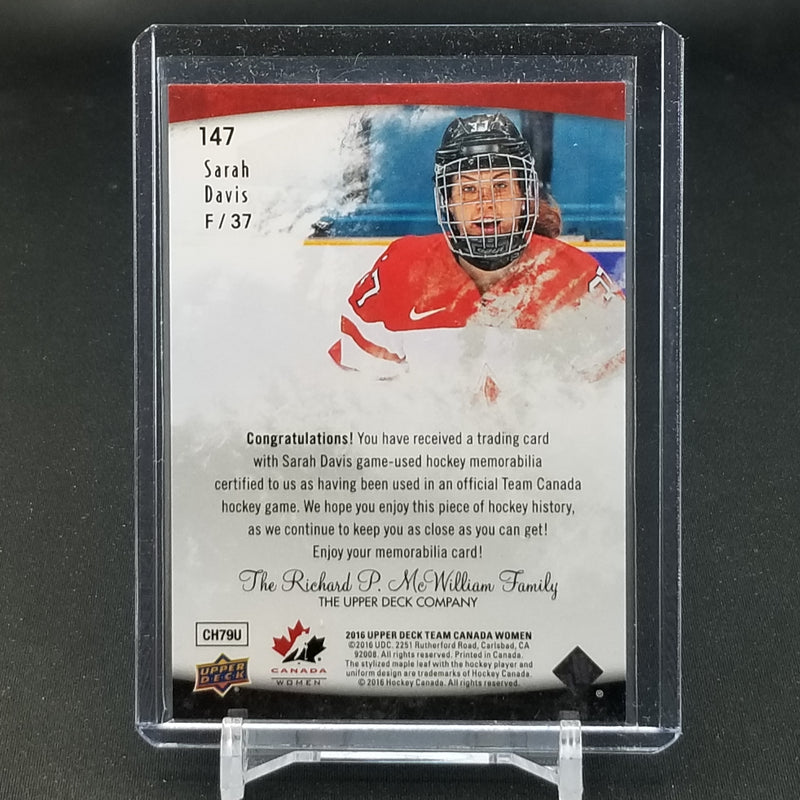 147
Sarah
Davis
F / 37
37
37
Congratulations! You have received a trading card
with Sarah Davis game-used hockey memorabilia
certified to us as having been used in an official Team Canada
hockey game. We hope you enjoy this piece of hockey history,
as we continue to keep you as close as you can get!
Enjoy your memorabilia card!
The Richard P. McWilliam Family
THE UPPER DECK COMPANY
CH79U
UPPER
DECK
CANADA
WOMEN
2016 UPPER DECK TEAM CANADA WOMEN
©2016 UDC. 2251 Rutherford Road, Carlsbad, CA
92008. All rights reserved. Printed in Canada.
The stylized maple leaf with the hockey player and
uniform design are trademarks of Hockey Canada.
© 2016 Hockey Canada. All rights reserved.
®